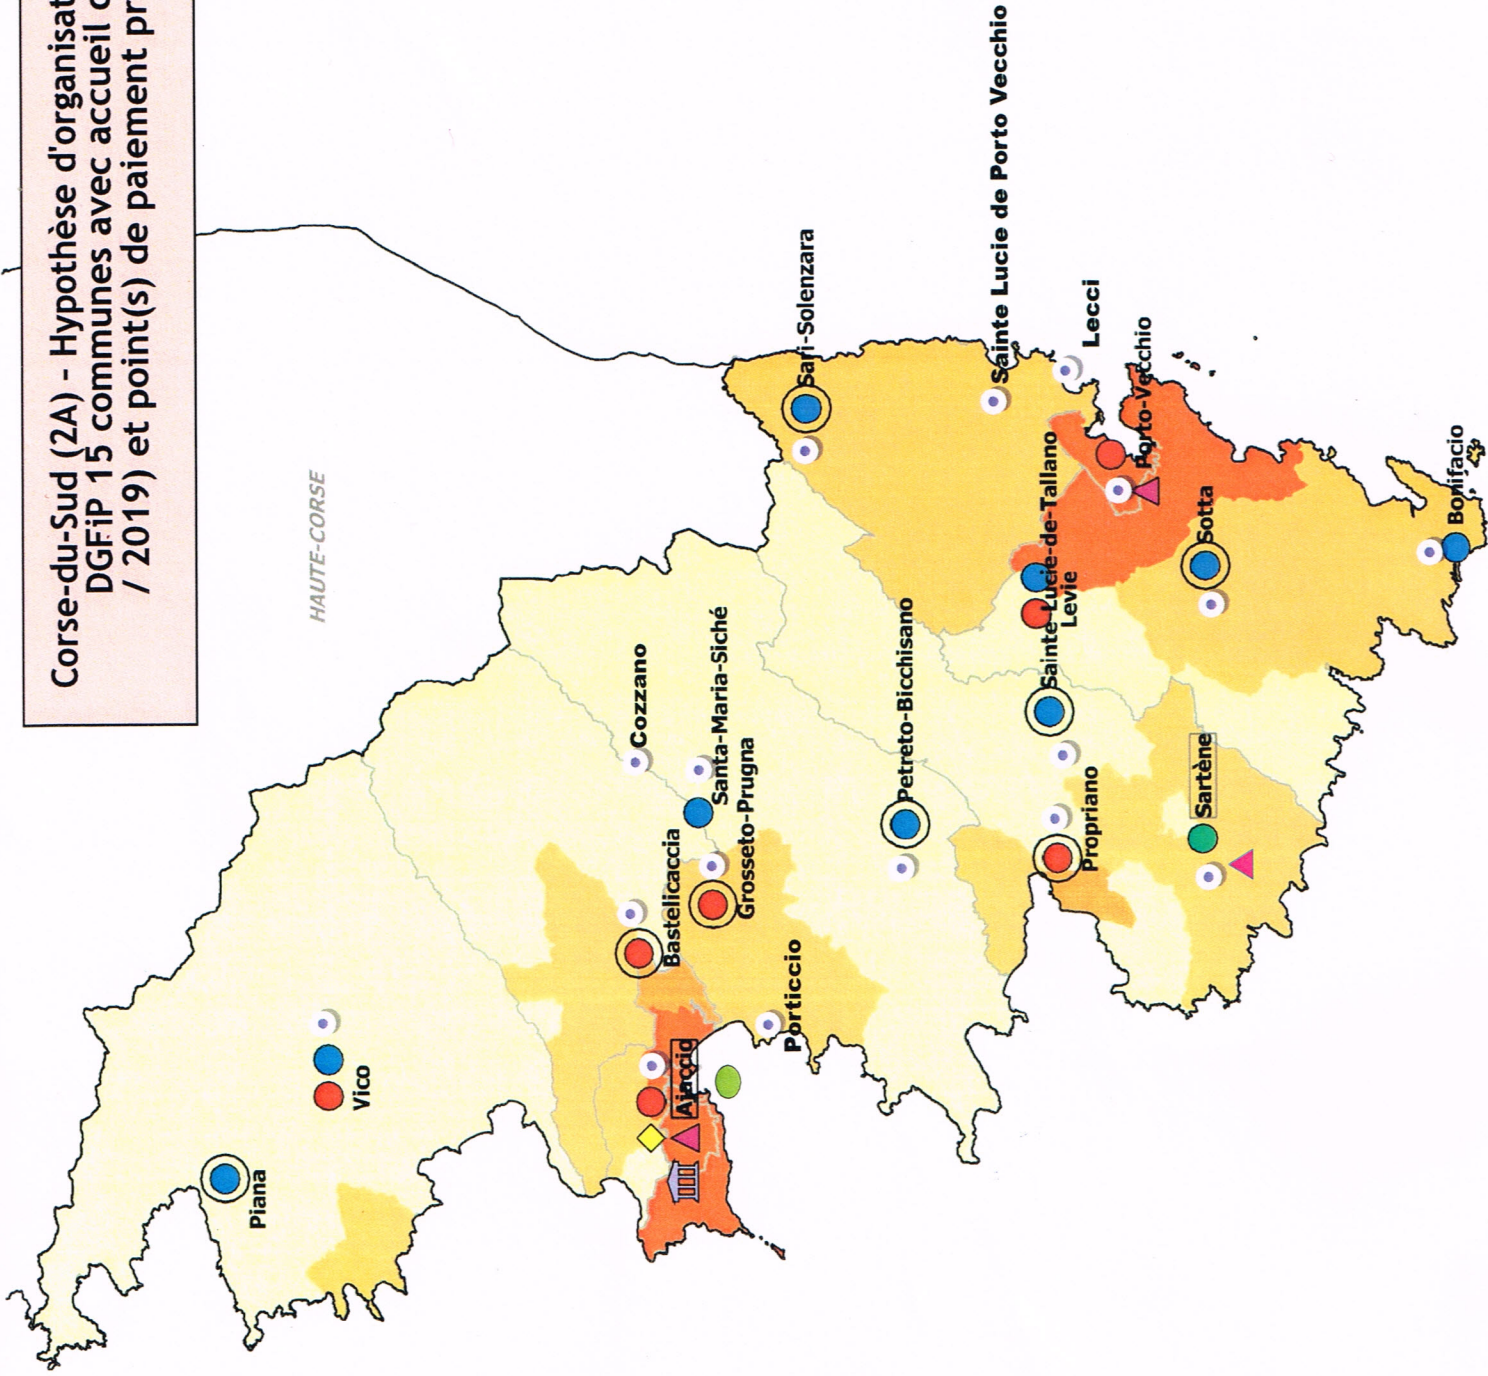 Corse-du-Sud (2A) - Hypothèse d'organisat
DGFiP 15 communes avec accueil
/ 2019) et point(s) de paiement pr
HAUTE-CORSE
Piana
Vico
Ajaccio
Bastelicaccia
Porticcio
Grosseto-Prugna
Santa-Maria-Siché
Cozzano
Petreto-Bicchisano
Propriano
Sartène
Sainte-Lucie-de-Tallano
Levie
Sari-Solenzara
Sainte Lucie de Porto Vecchio
Lecci
Porto-Vecchio
Sotta
Bonifacio